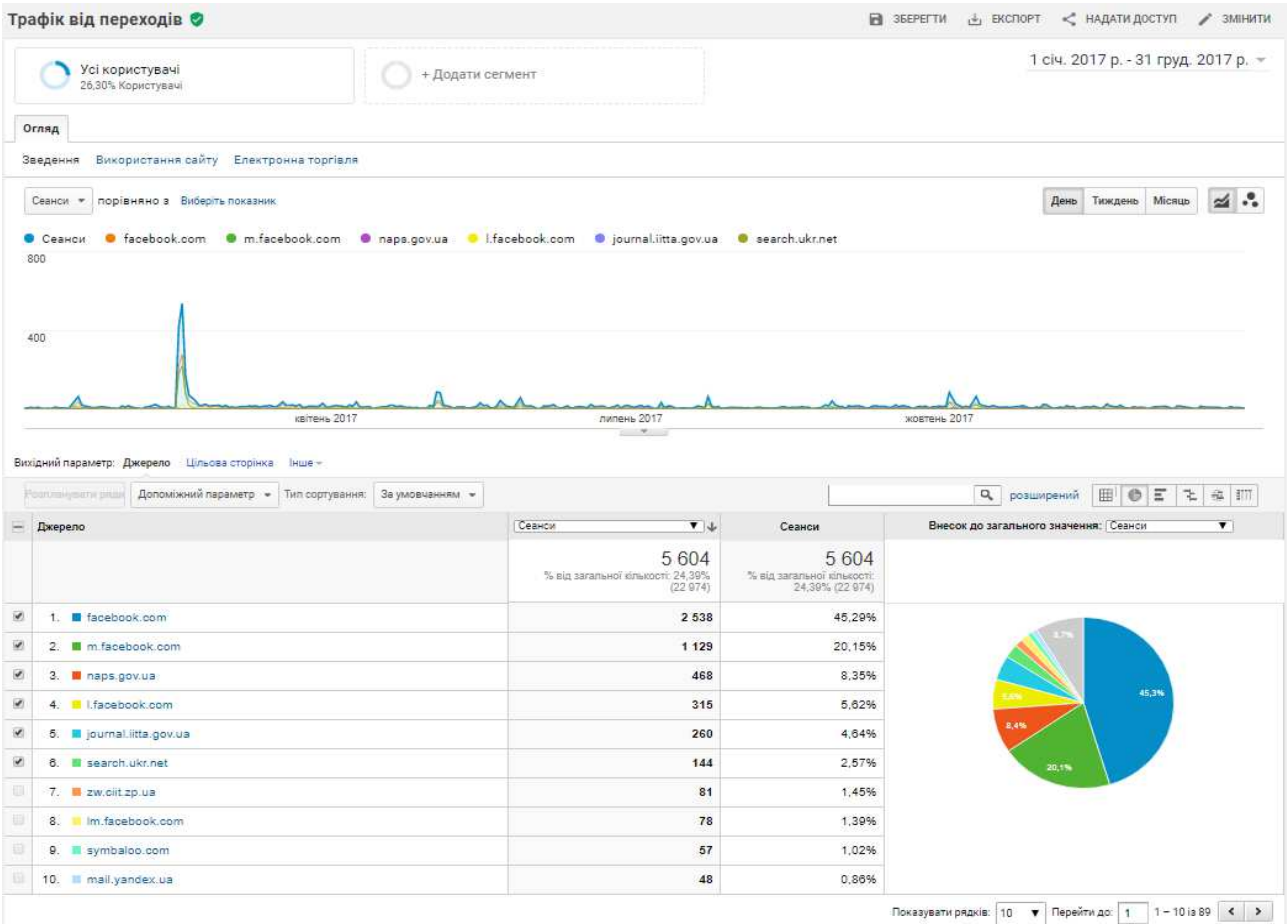 Трафік від переходів
ЗБЕРЕГТИ ЕКСПОРТ НАДАТИ ДОСТУП ЗМІНИТИ
Усі користувачі
26,30% Користувачі
+ Додати сегмент
1 січ. 2017 р. - 31 груд. 2017 р.
Огляд
Зведення Використання сайту Електронна торгівля
Сеанси порівняно з Виберіть показник
День Тиждень Місяць
Сеанси facebook.com m.facebook.com naps.gov.ua l.facebook.com journal.iitta.gov.ua search.ukr.net
800
400
квітень 2017 липень 2017 жовтень 2017
Вихідний параметр: Джерело Цільова сторінка Інше
Допоміжний параметр Тип сортування: За умовчанням
розширений
Джерело Сеанси Сеанси Внесок до загального значення: Сеанси
5 604 5 604
% від загальної кількості: 24,39% (22 974) % від загальної кількості: 24,39% (22 974)
1. facebook.com 2 538 45,29%
2. m.facebook.com 1 129 20,15%
3. naps.gov.ua 468 8,35%
4. l.facebook.com 315 5,62%
5. journal.iitta.gov.ua 260 4,64%
6. search.ukr.net 144 2,57%
7. zw.ciit.zp.ua 81 1,45%
8. lm.facebook.com 78 1,39%
9. symbaloo.com 57 1,02%
10. mail.yandex.ua 48 0,86%
8,7%
45,3%
5,6%
8,4%
20,1%
Показувати рядків: 10 Перейти до: 1 1 – 10 із 89